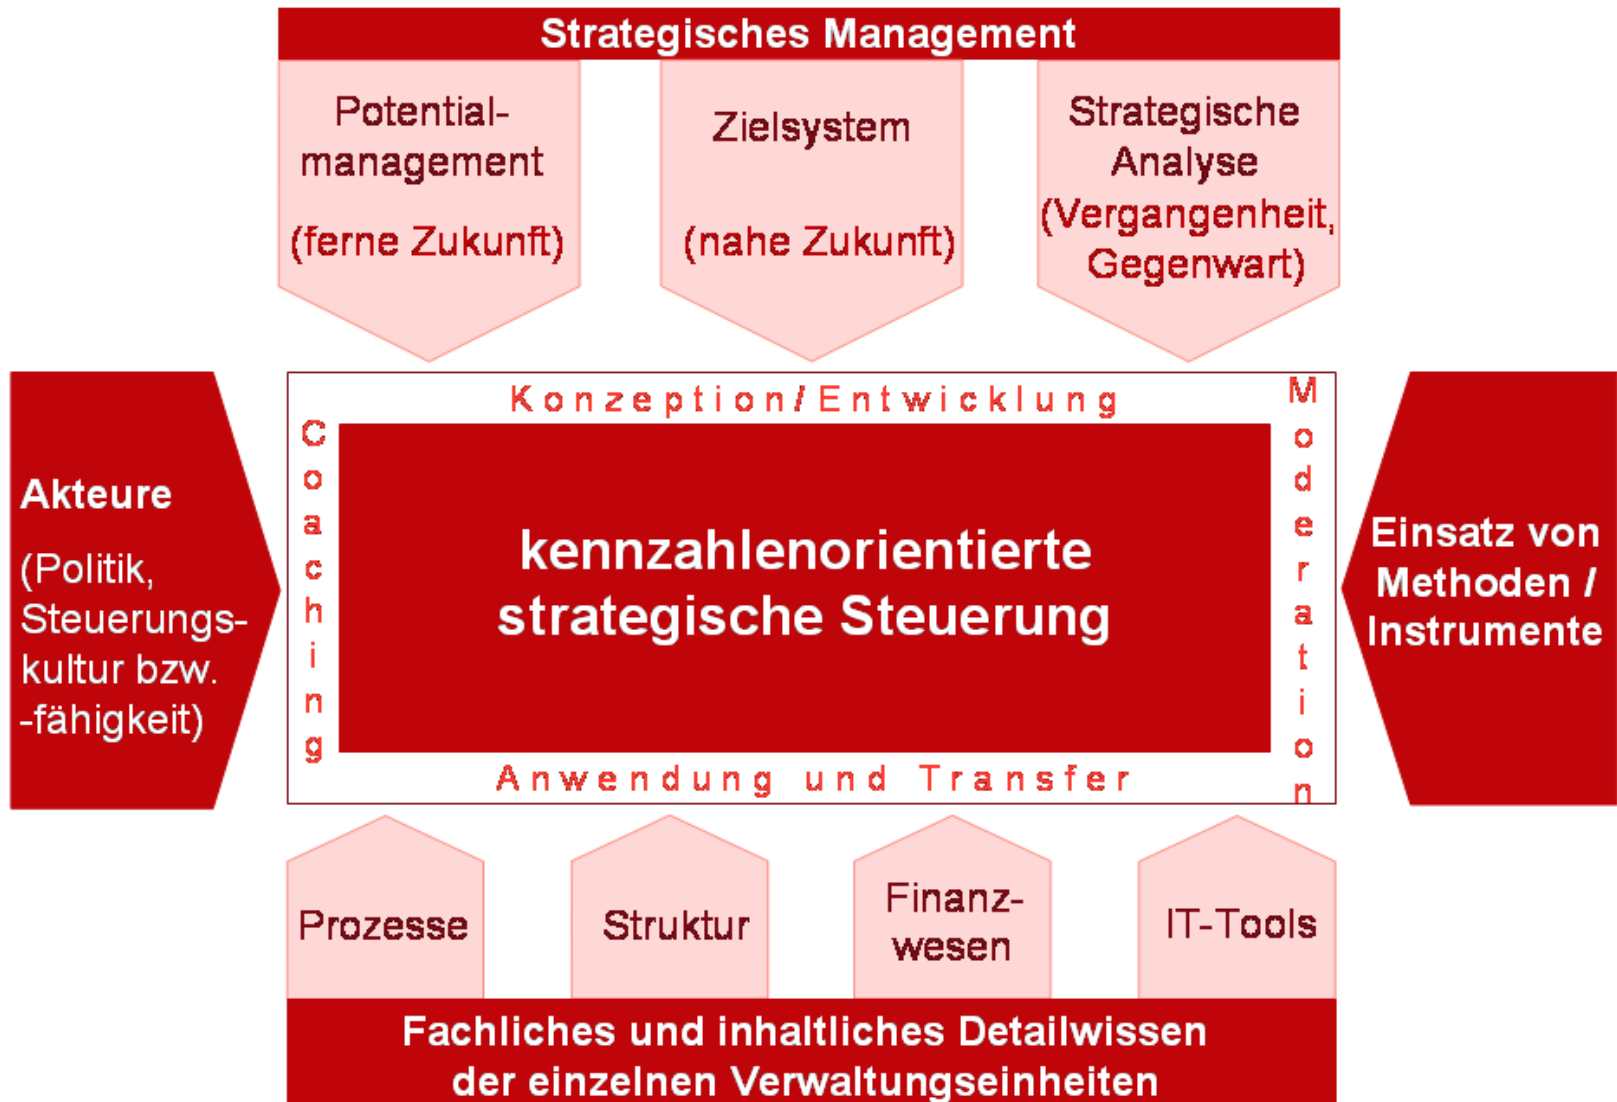 Strategisches Management
Potential-
management
(ferne Zukunft)
Zielsystem
(nahe Zukunft)
Strategische
Analyse
(Vergangenheit,
Gegenwart)
Akteure
(Politik,
Steuerungs-
kultur bzw.
-fähigkeit)
Konzeption/Entwicklung
Coaching
kennzahlenorientierte
strategische Steuerung
Moderation
Anwendung und Transfer
Einsatz von
Methoden /
Instrumente
Prozesse
Struktur
Finanz-
wesen
IT-Tools
Fachliches und inhaltliches Detailwissen
der einzelnen Verwaltungseinheiten